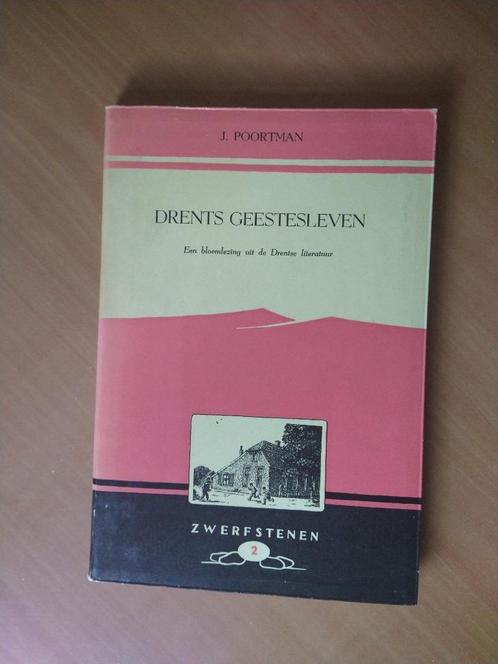 J. POORTMAN
DRENTS GEESTESLEVEN
Een bloemlezing uit de Drentse literatuur
ZWERFSTENEN
2